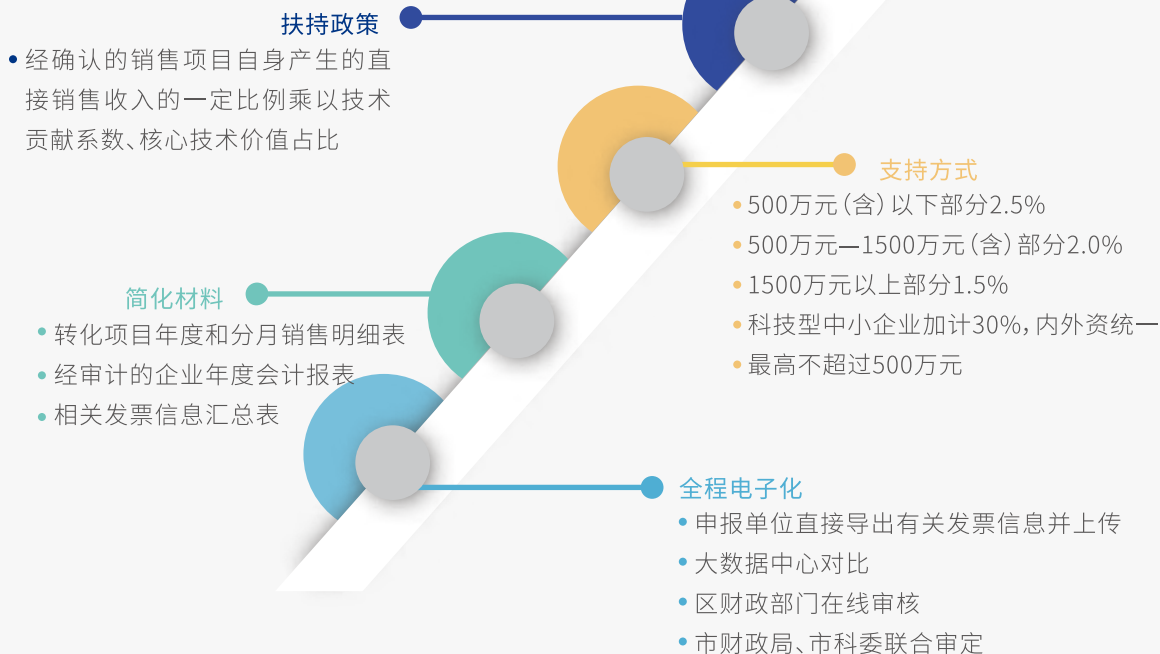 扶持政策
经确认的销售项目自身产生的直
接销售收入的一定比例乘以技术
贡献系数、核心技术价值占比
支持方式
500万元（含）以下部分2.5%
500万元—1500万元（含）部分2.0%
1500万元以上部分1.5%
科技型中小企业加计30%，内外资统一
最高不超过500万元
简化材料
转化项目年度和分月销售明细表
经审计的企业年度会计报表
相关发票信息汇总表
全程电子化
申报单位直接导出有关发票信息并上传
大数据中心对比
区财政部门在线审核
市财政局、市科委联合审定